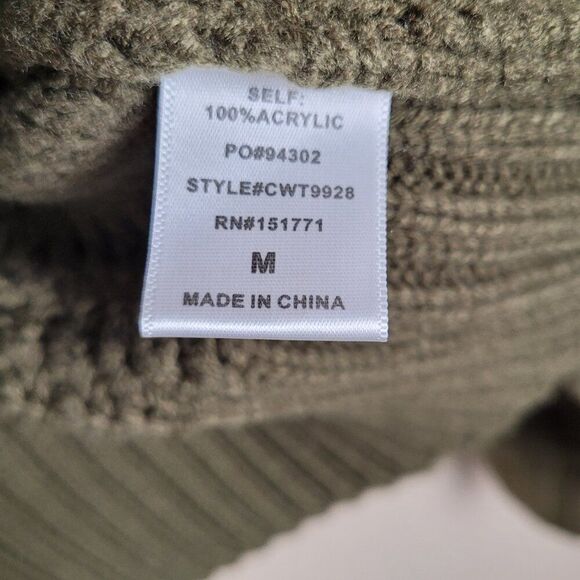 SELF:
100%ACRYLIC
PO#94302
STYLE#CWT9928
RN#151771
M
MADE IN CHINA